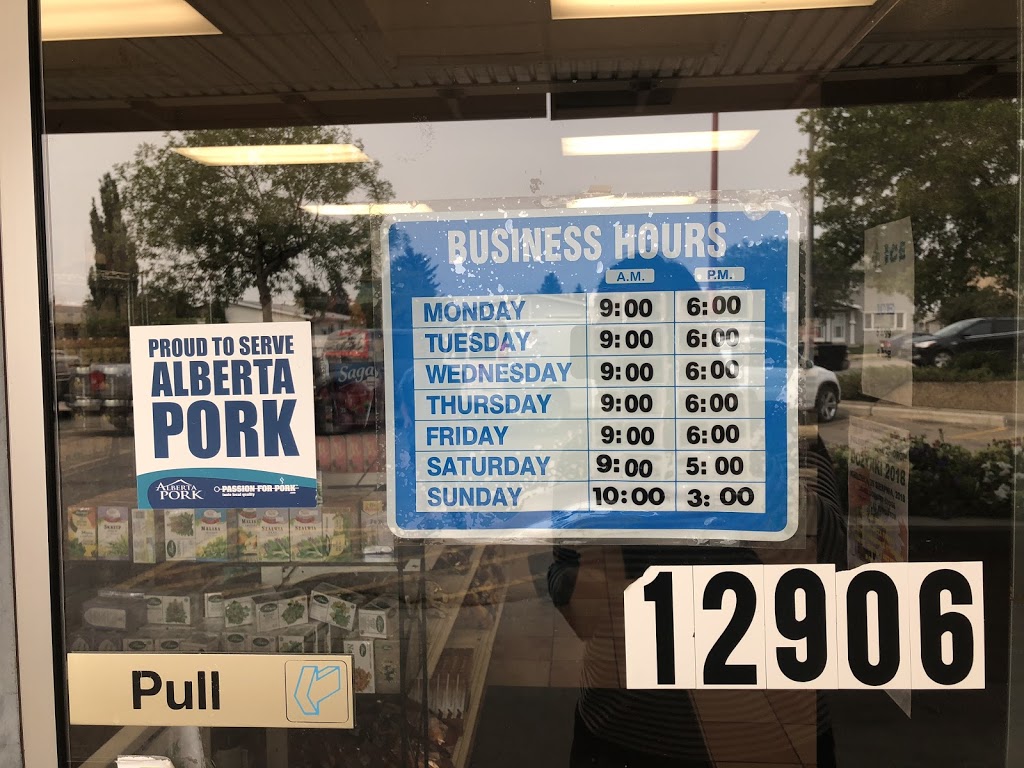 BUSINESS HOURS
A.M. P.M.
MONDAY 9:00 6:00
TUESDAY 9:00 6:00
WEDNESDAY 9:00 6:00
THURSDAY 9:00 6:00
FRIDAY 9:00 6:00
SATURDAY 9:00 5:00
SUNDAY 10:00 3:00
PROUD TO SERVE
ALBERTA
PORK
ALBERTA PORK
PASSION-FOR-PORK
Pull
12906